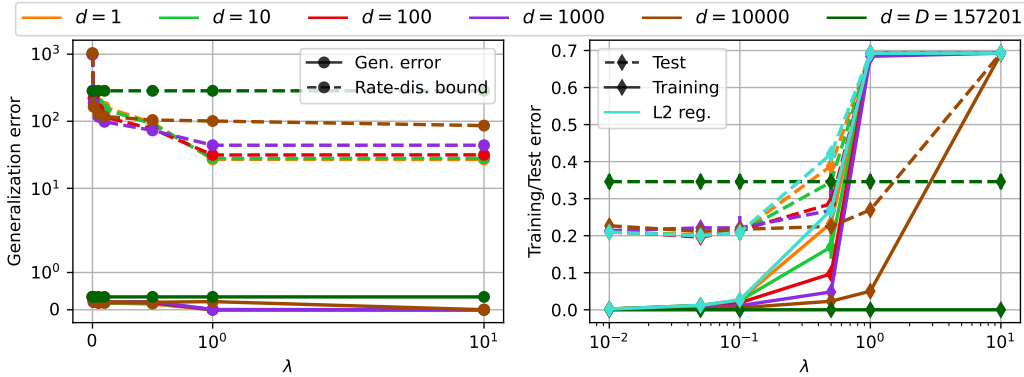 d = 1 d = 10 d = 100 d = 1000 d = 10000 d = D = 157201
Generalization error
10³
10²
10¹
10⁰
0
Gen. error
Rate-dis. bound
0 10⁰ 10¹
λ
Training/Test error
0.7
0.6
0.5
0.4
0.3
0.2
0.1
0.0
Test
Training
L2 reg.
10⁻² 10⁻¹ 10⁰ 10¹
λ